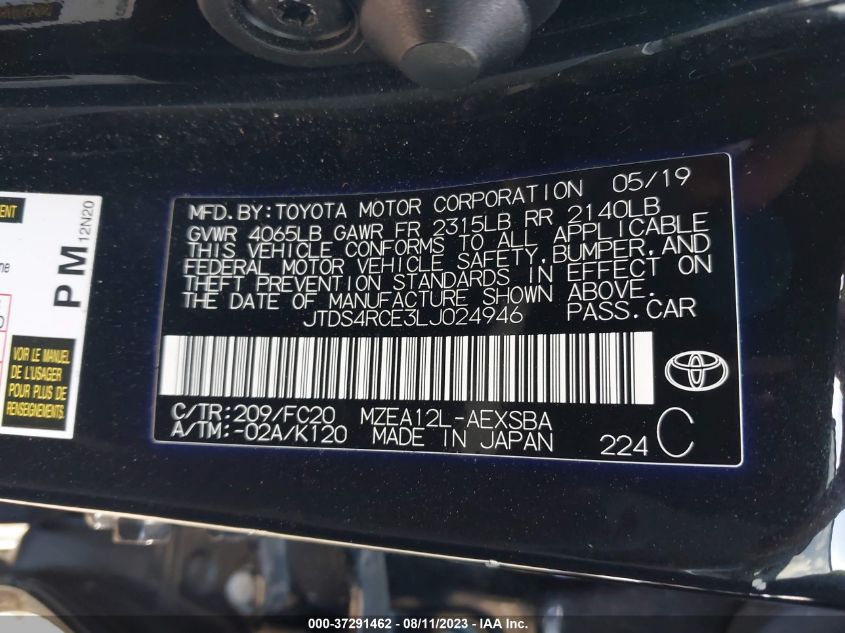 MFD. BY: TOYOTA MOTOR CORPORATION 05/19
GVWR 4065LB GAWR FR 2315LB RR 2140LB
THIS VEHICLE CONFORMS TO ALL APPLICABLE
FEDERAL MOTOR VEHICLE SAFETY, BUMPER, AND
THEFT PREVENTION STANDARDS IN EFFECT ON
THE DATE OF MANUFACTURE SHOWN ABOVE.
JTDS4RCE3LJ024946 PASS.CAR
C/TR: 209/FC20 MZEA12L-AEXSBA
A/TM: -02A/K120 MADE IN JAPAN
224 C
PM
12N20
VOIR LE MANUEL
DE L'USAGER
POUR PLUS DE
RENSEIGNEMENTS
000-37291462 - 08/11/2023 - IAA Inc.